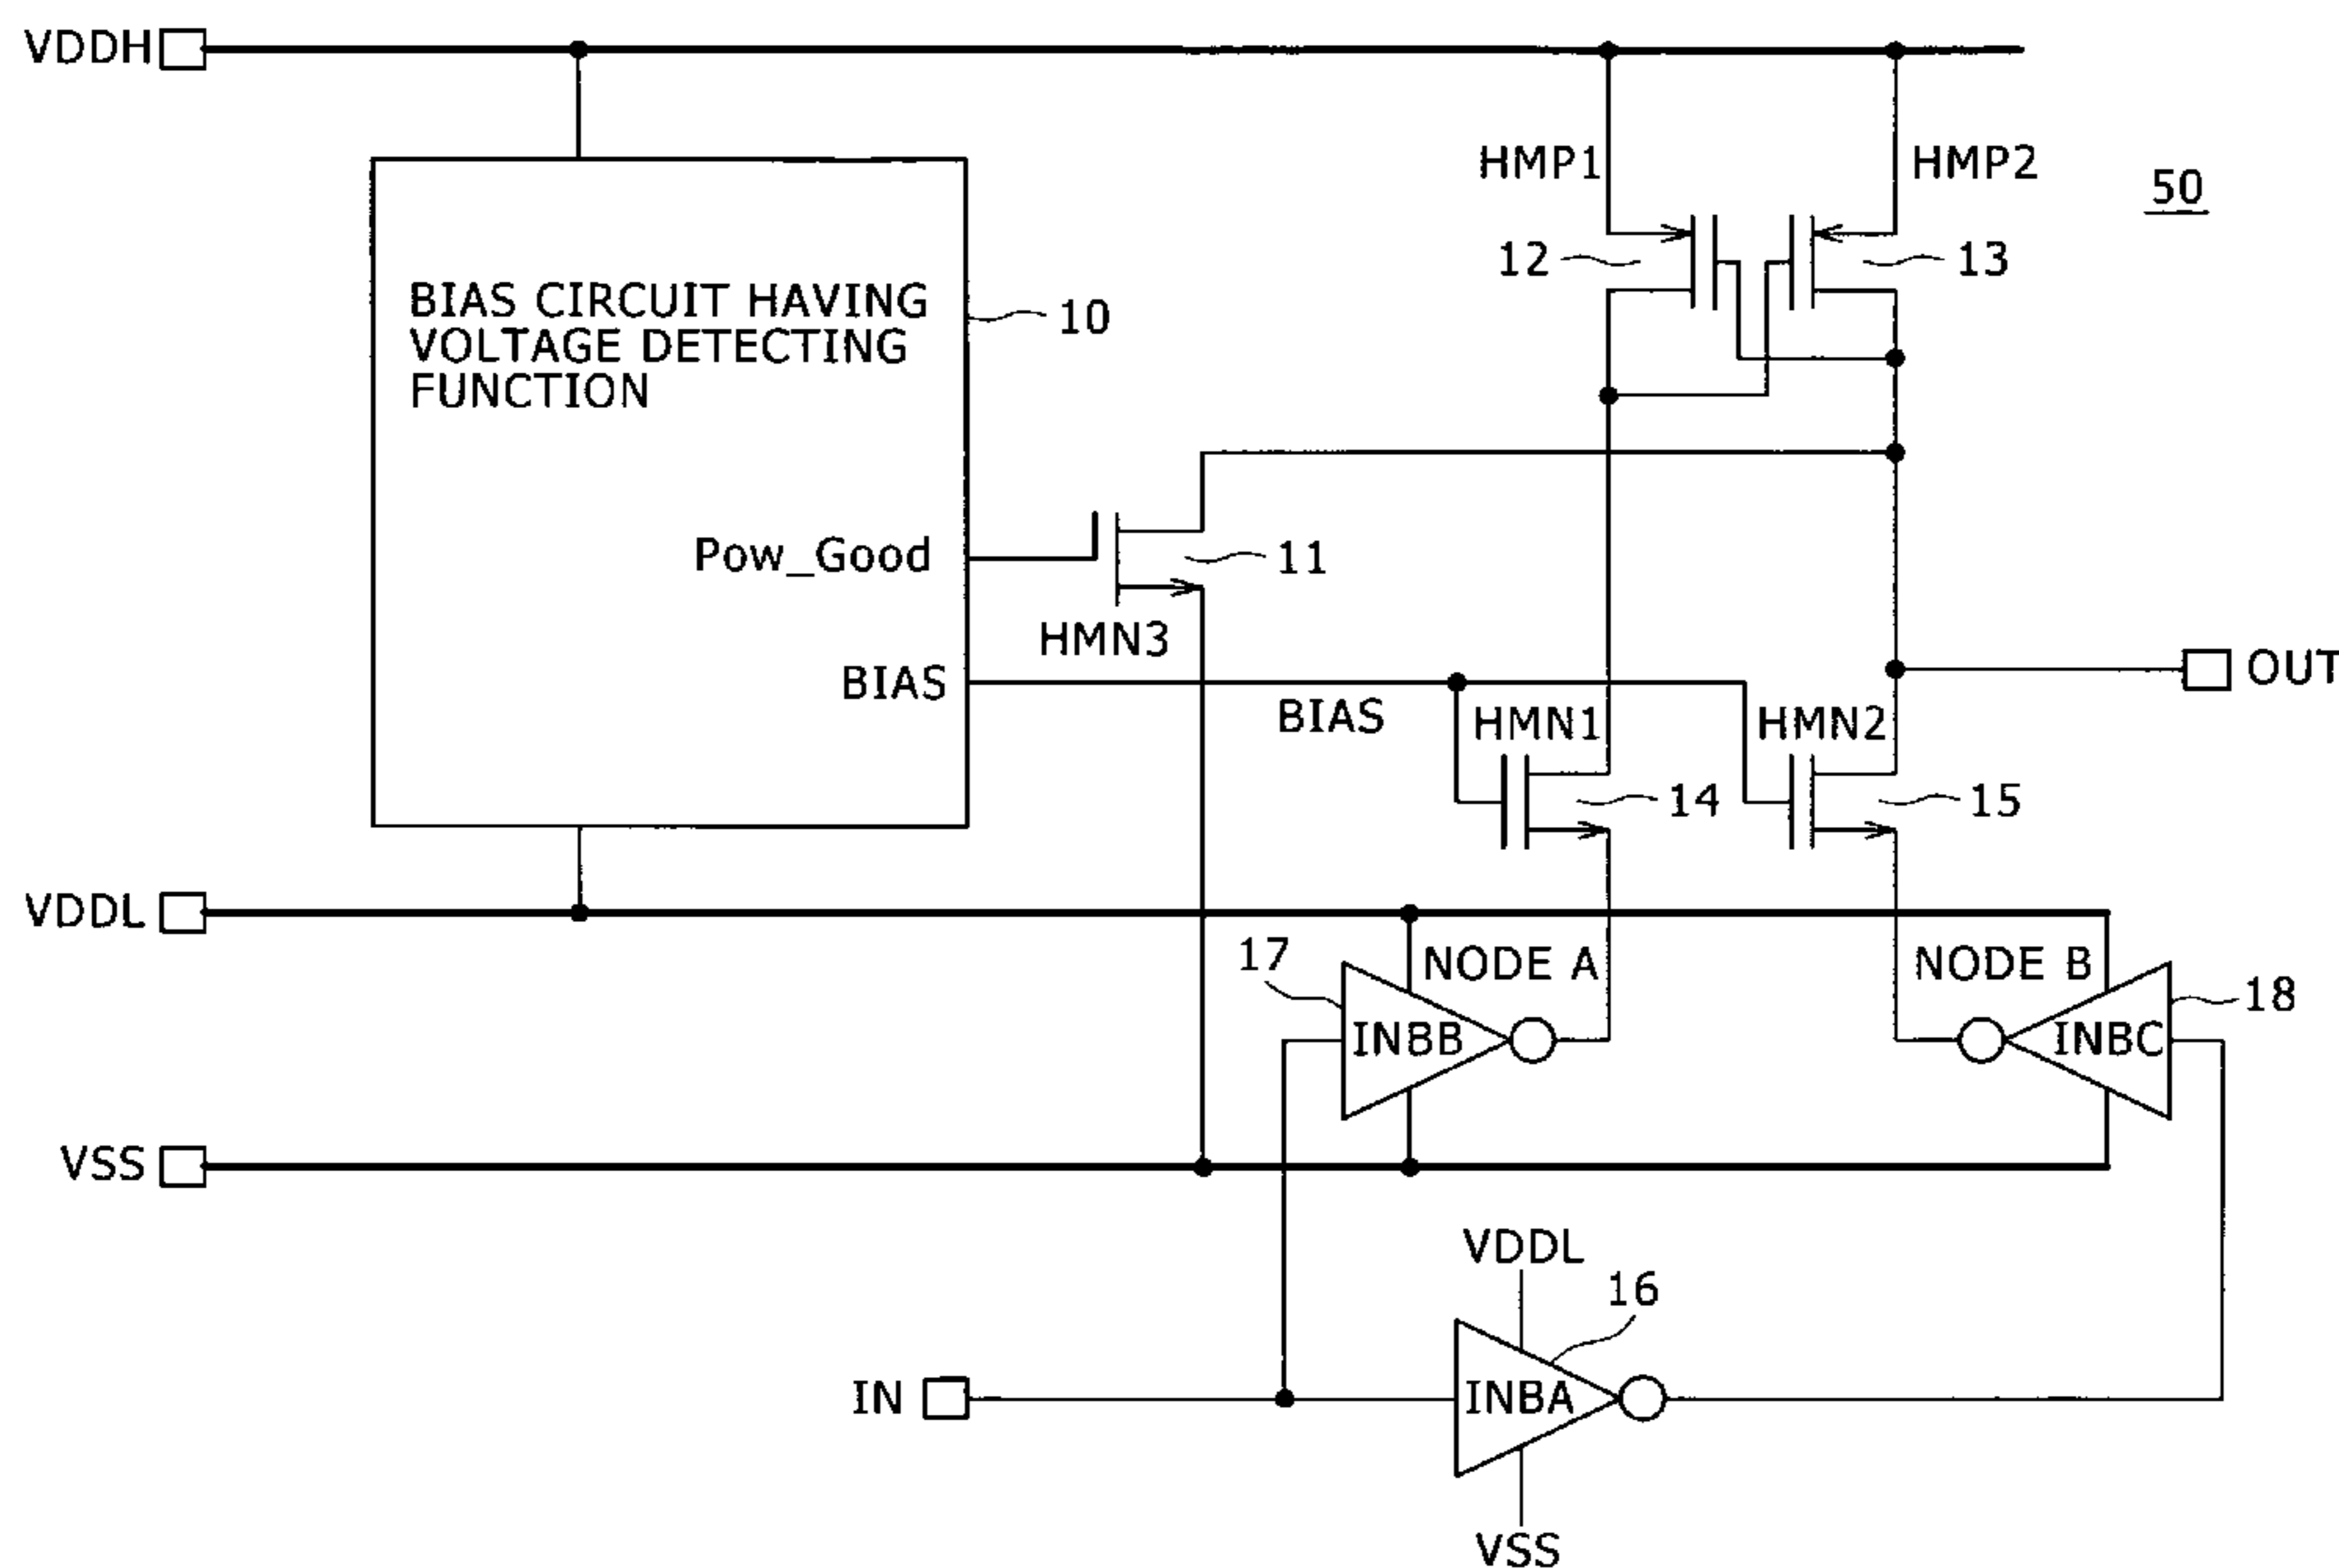 VDDH
HMP1
HMP2
50
12
13
BIAS CIRCUIT HAVING
VOLTAGE DETECTING
FUNCTION
10
Pow_Good
11
HMN3
BIAS
BIAS
HMN1
HMN2
OUT
14
15
VDDL
17
NODE A
NODE B
18
INBB
INBC
VSS
VDDL
16
IN
INBA
VSS